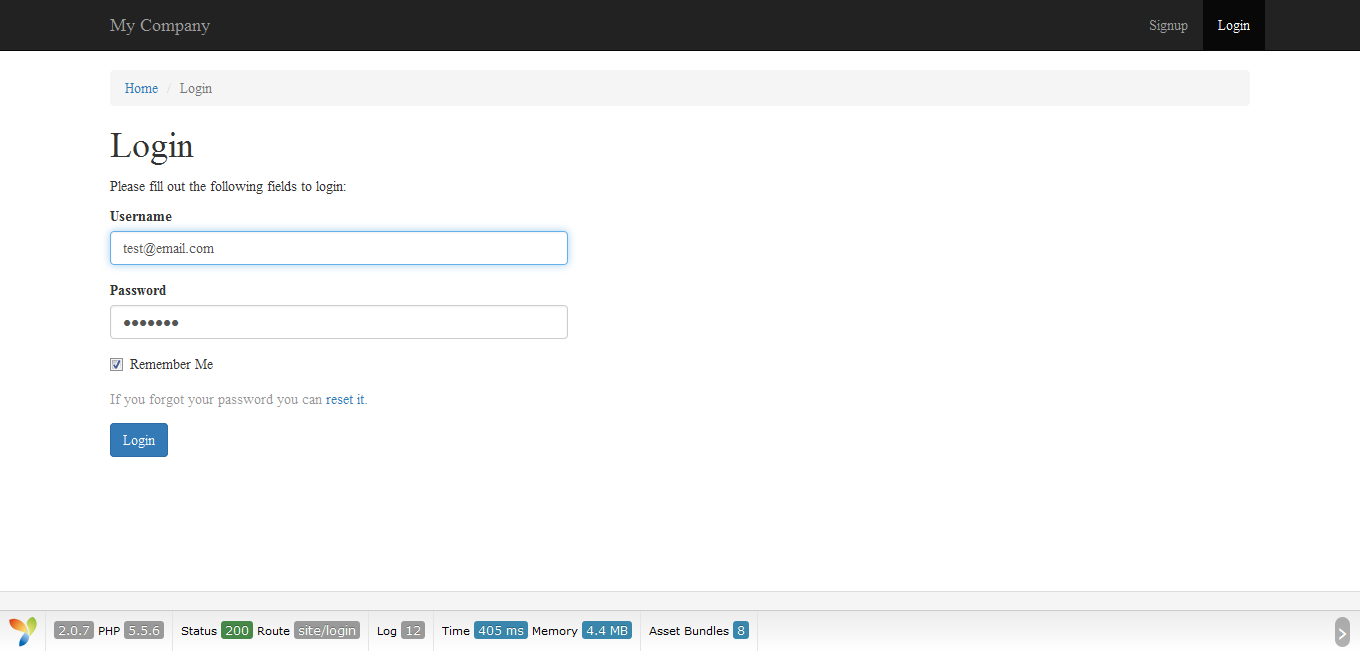 My Company Signup Login
Home / Login
Login
Please fill out the following fields to login:
Username
test@email.com
Password
•••••••
Remember Me
If you forgot your password you can reset it.
Login
2.0.7 PHP 5.5.6 Status 200 Route site/login Log 12 Time 405 ms Memory 4.4 MB Asset Bundles 8